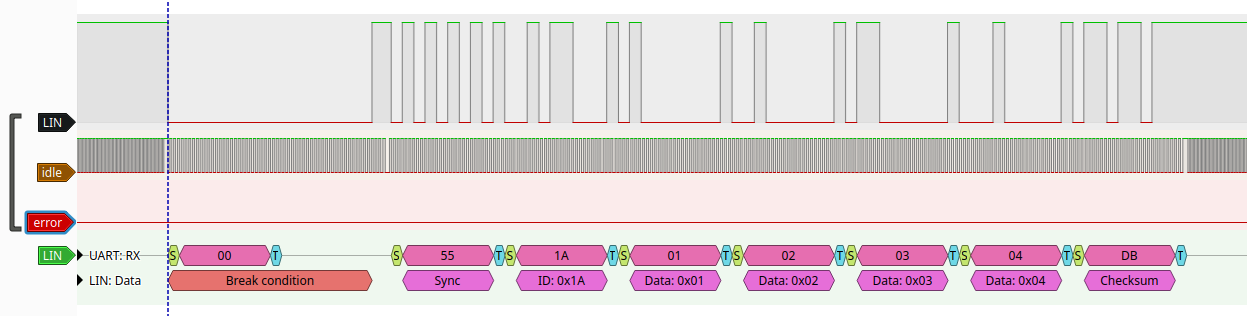 LIN
idle
error
LIN UART: RX S 00 T S 55 T S 1A T S 01 T S 02 T S 03 T S 04 T S DB T
LIN: Data Break condition Sync ID: 0x1A Data: 0x01 Data: 0x02 Data: 0x03 Data: 0x04 Checksum